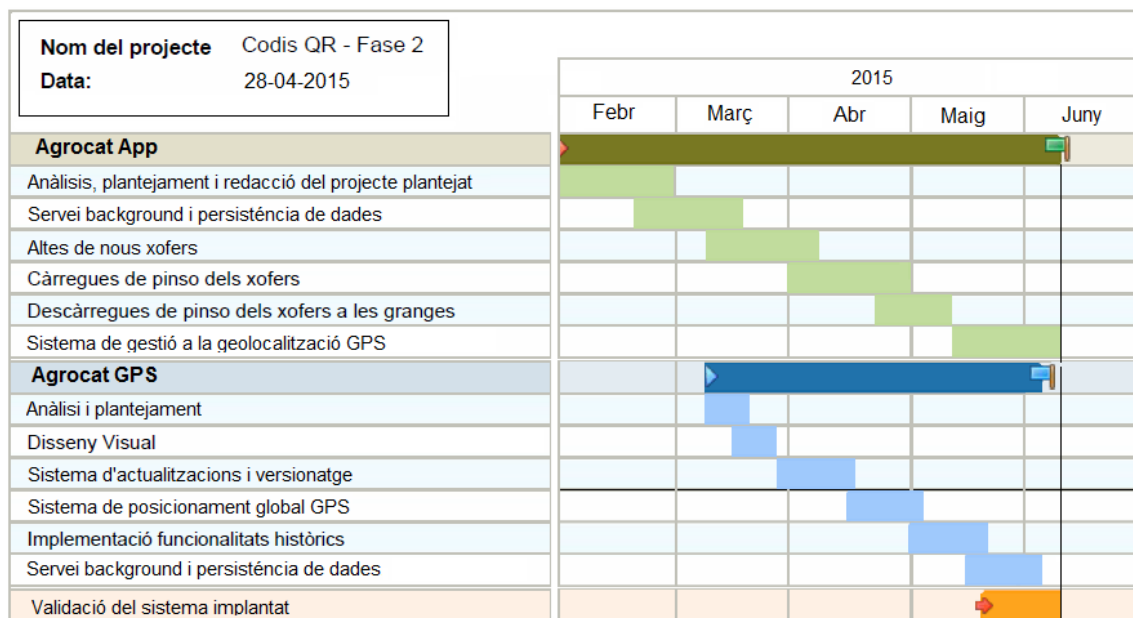 Nom del projecte Codis QR - Fase 2
Data: 28-04-2015
2015
Febr Març Abr Maig Juny
Agrocat App
Anàlisis, plantejament i redacció del projecte plantejat
Servei background i persisténcia de dades
Altes de nous xofers
Càrregues de pinso dels xofers
Descàrregues de pinso dels xofers a les granges
Sistema de gestió a la geolocalització GPS
Agrocat GPS
Anàlisi i plantejament
Disseny Visual
Sistema d'actualitzacions i versionatge
Sistema de posicionament global GPS
Implementació funcionalitats històrics
Servei background i persisténcia de dades
Validació del sistema implantat